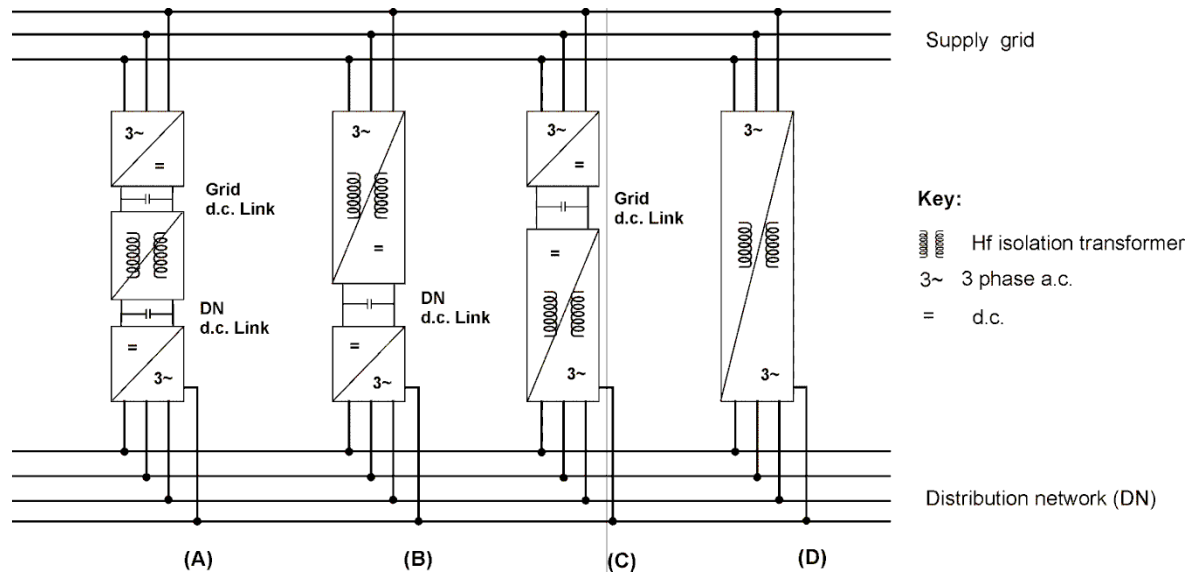 Supply grid
3~
=
Grid
d.c. Link
DN
d.c. Link
=
3~
3~
=
DN
d.c. Link
=
3~
3~
=
Grid
d.c. Link
=
3~
3~
3~
Key:
Hf isolation transformer
3~ 3 phase a.c.
= d.c.
Distribution network (DN)
(A) (B) (C) (D)